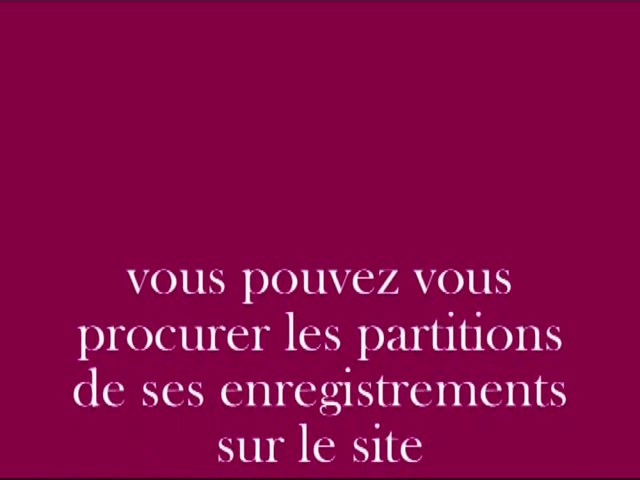 vous pouvez vous
procurer les partitions
de ses enregistrements
sur le site